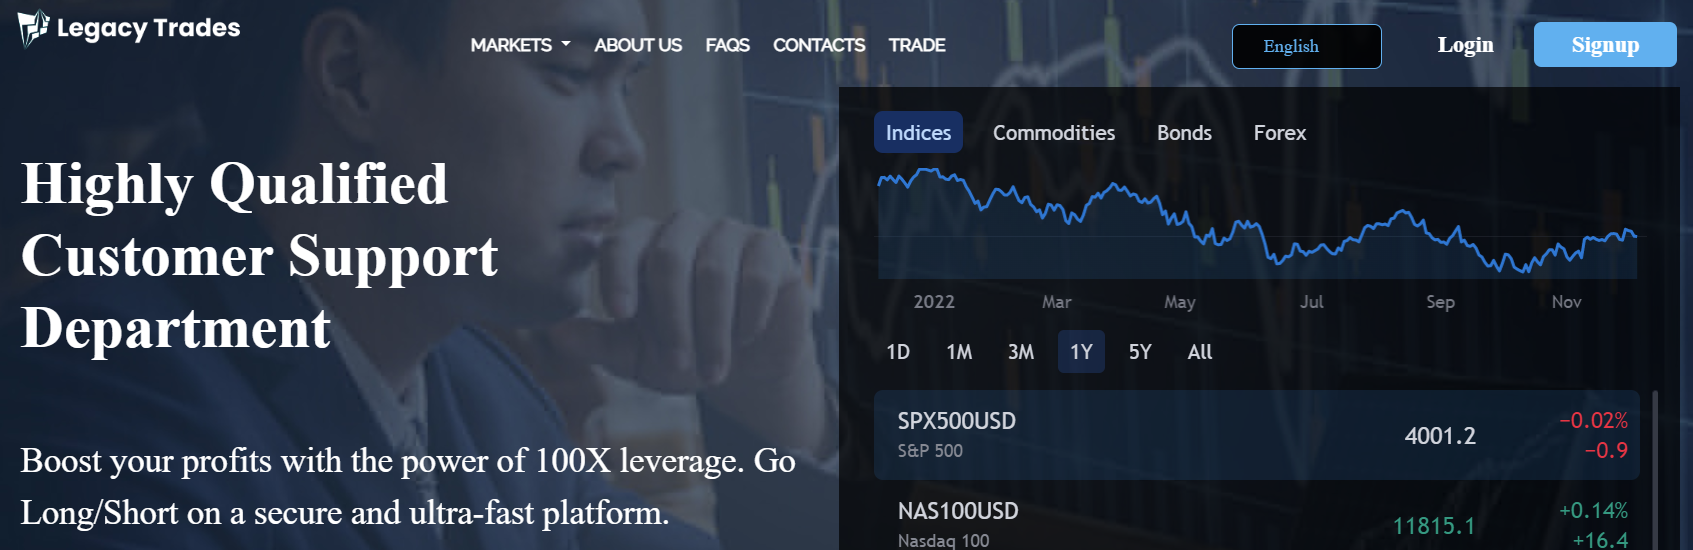 Legacy Trades
MARKETS ABOUT US FAQS CONTACTS TRADE
English
Login
Signup
Highly Qualified
Customer Support
Department
Boost your profits with the power of 100X leverage. Go
Long/Short on a secure and ultra-fast platform.
Indices Commodities Bonds Forex
2022 Mar May Jul Sep Nov
1D 1M 3M 1Y 5Y All
SPX500USD
S&P 500
4001.2
−0.02%
−0.9
NAS100USD
Nasdaq 100
11815.1
+0.14%
+16.4